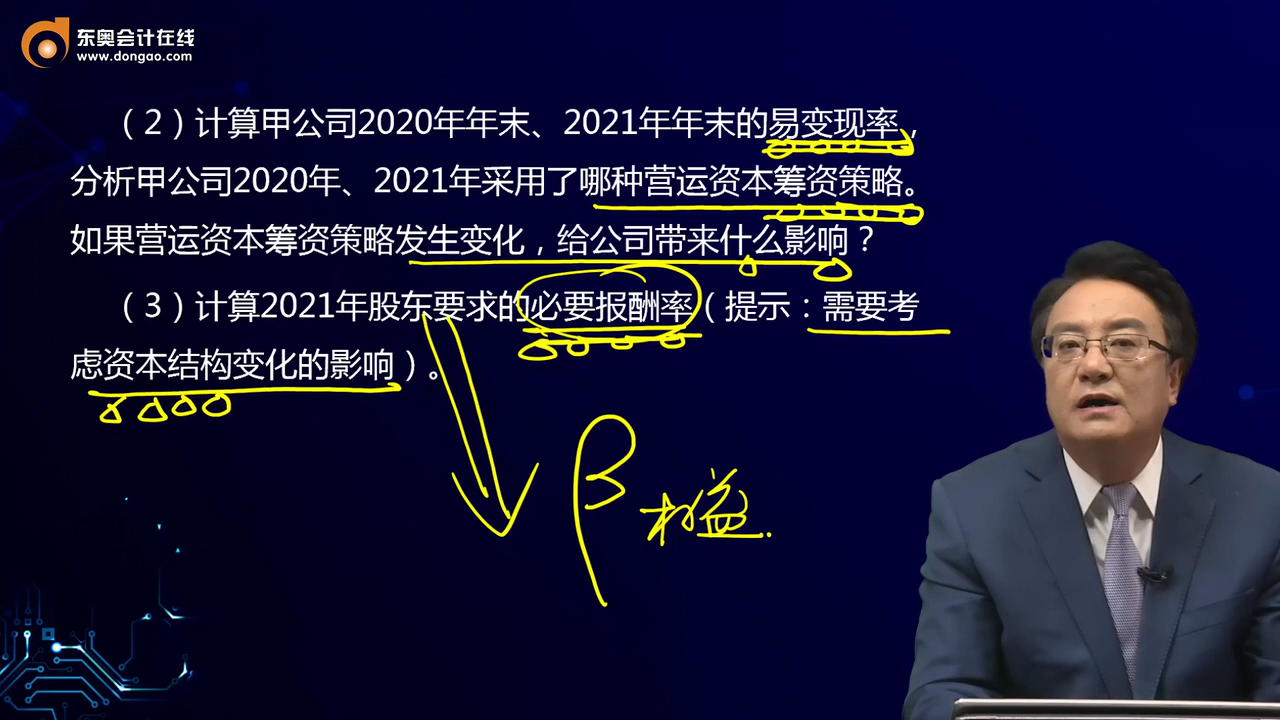 东奥会计在线
www.dongao.com
（2）计算甲公司2020年年末、2021年年末的易变现率，
分析甲公司2020年、2021年采用了哪种营运资本筹资策略。
如果营运资本筹资策略发生变化，给公司带来什么影响？
（3）计算2021年股东要求的必要报酬率（提示：需要考
虑资本结构变化的影响）。
β权益